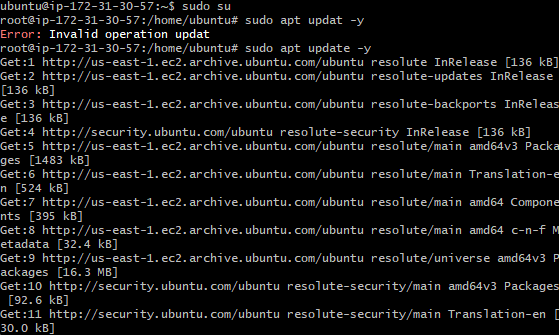 ubuntu@ip-172-31-30-57:~$ sudo su
root@ip-172-31-30-57:/home/ubuntu# sudo apt updat -y
Error: Invalid operation updat
root@ip-172-31-30-57:/home/ubuntu# sudo apt update -y
Get:1 http://us-east-1.ec2.archive.ubuntu.com/ubuntu resolute InRelease [136 kB]
Get:2 http://us-east-1.ec2.archive.ubuntu.com/ubuntu resolute-updates InRelease
[136 kB]
Get:3 http://us-east-1.ec2.archive.ubuntu.com/ubuntu resolute-backports InReleas
e [136 kB]
Get:4 http://security.ubuntu.com/ubuntu resolute-security InRelease [136 kB]
Get:5 http://us-east-1.ec2.archive.ubuntu.com/ubuntu resolute/main amd64v3 Packa
ges [1483 kB]
Get:6 http://us-east-1.ec2.archive.ubuntu.com/ubuntu resolute/main Translation-e
n [524 kB]
Get:7 http://us-east-1.ec2.archive.ubuntu.com/ubuntu resolute/main amd64 Compone
nts [395 kB]
Get:8 http://us-east-1.ec2.archive.ubuntu.com/ubuntu resolute/main amd64 c-n-f M
etadata [32.4 kB]
Get:9 http://us-east-1.ec2.archive.ubuntu.com/ubuntu resolute/universe amd64v3 P
ackages [16.3 MB]
Get:10 http://security.ubuntu.com/ubuntu resolute-security/main amd64v3 Packages
[92.6 kB]
Get:11 http://security.ubuntu.com/ubuntu resolute-security/main Translation-en [
30.0 kB]